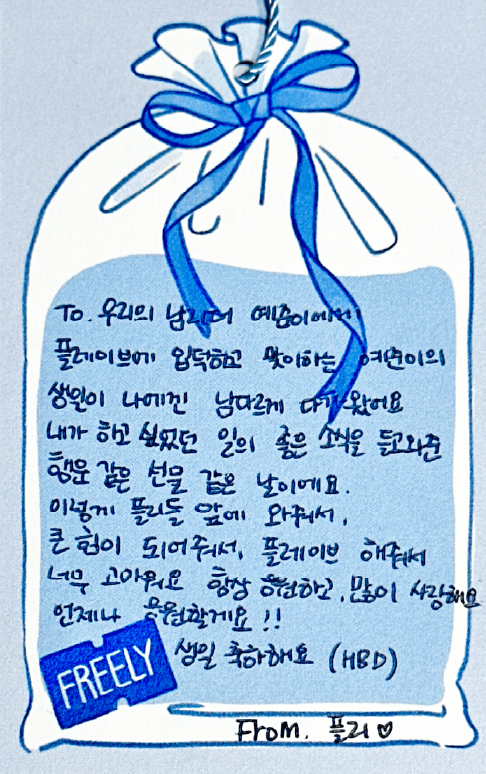 To. 우리의 남리더 예준이에게
플레이브에 입덕하고 맞이하는 예준이의
생일이 나에겐 남다르게 다가왔어요
내가 하고 싶었던 일의 좋은 소식을 들고와준
행운 같은 선물 같은 날이에요.
이렇게 플리들 앞에 와줘서,
큰 힘이 되어줘서, 플레이브 해줘서
너무 고마워요 항상 응원하고, 많이 사랑해요
언제나 응원할게요 !!
생일 축하해요 (HBD)
FREELY
From. 플리♡